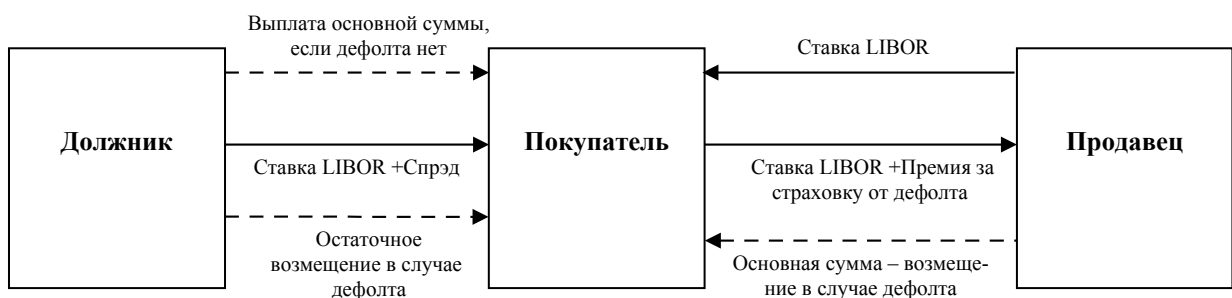 Выплата основной суммы,
если дефолта нет
Ставка LIBOR
Должник
Покупатель
Продавец
Ставка LIBOR +Спрэд
Ставка LIBOR +Премия за
страховку от дефолта
Остаточное
возмещение в случае
дефолта
Основная сумма – возмеще-
ние в случае дефолта